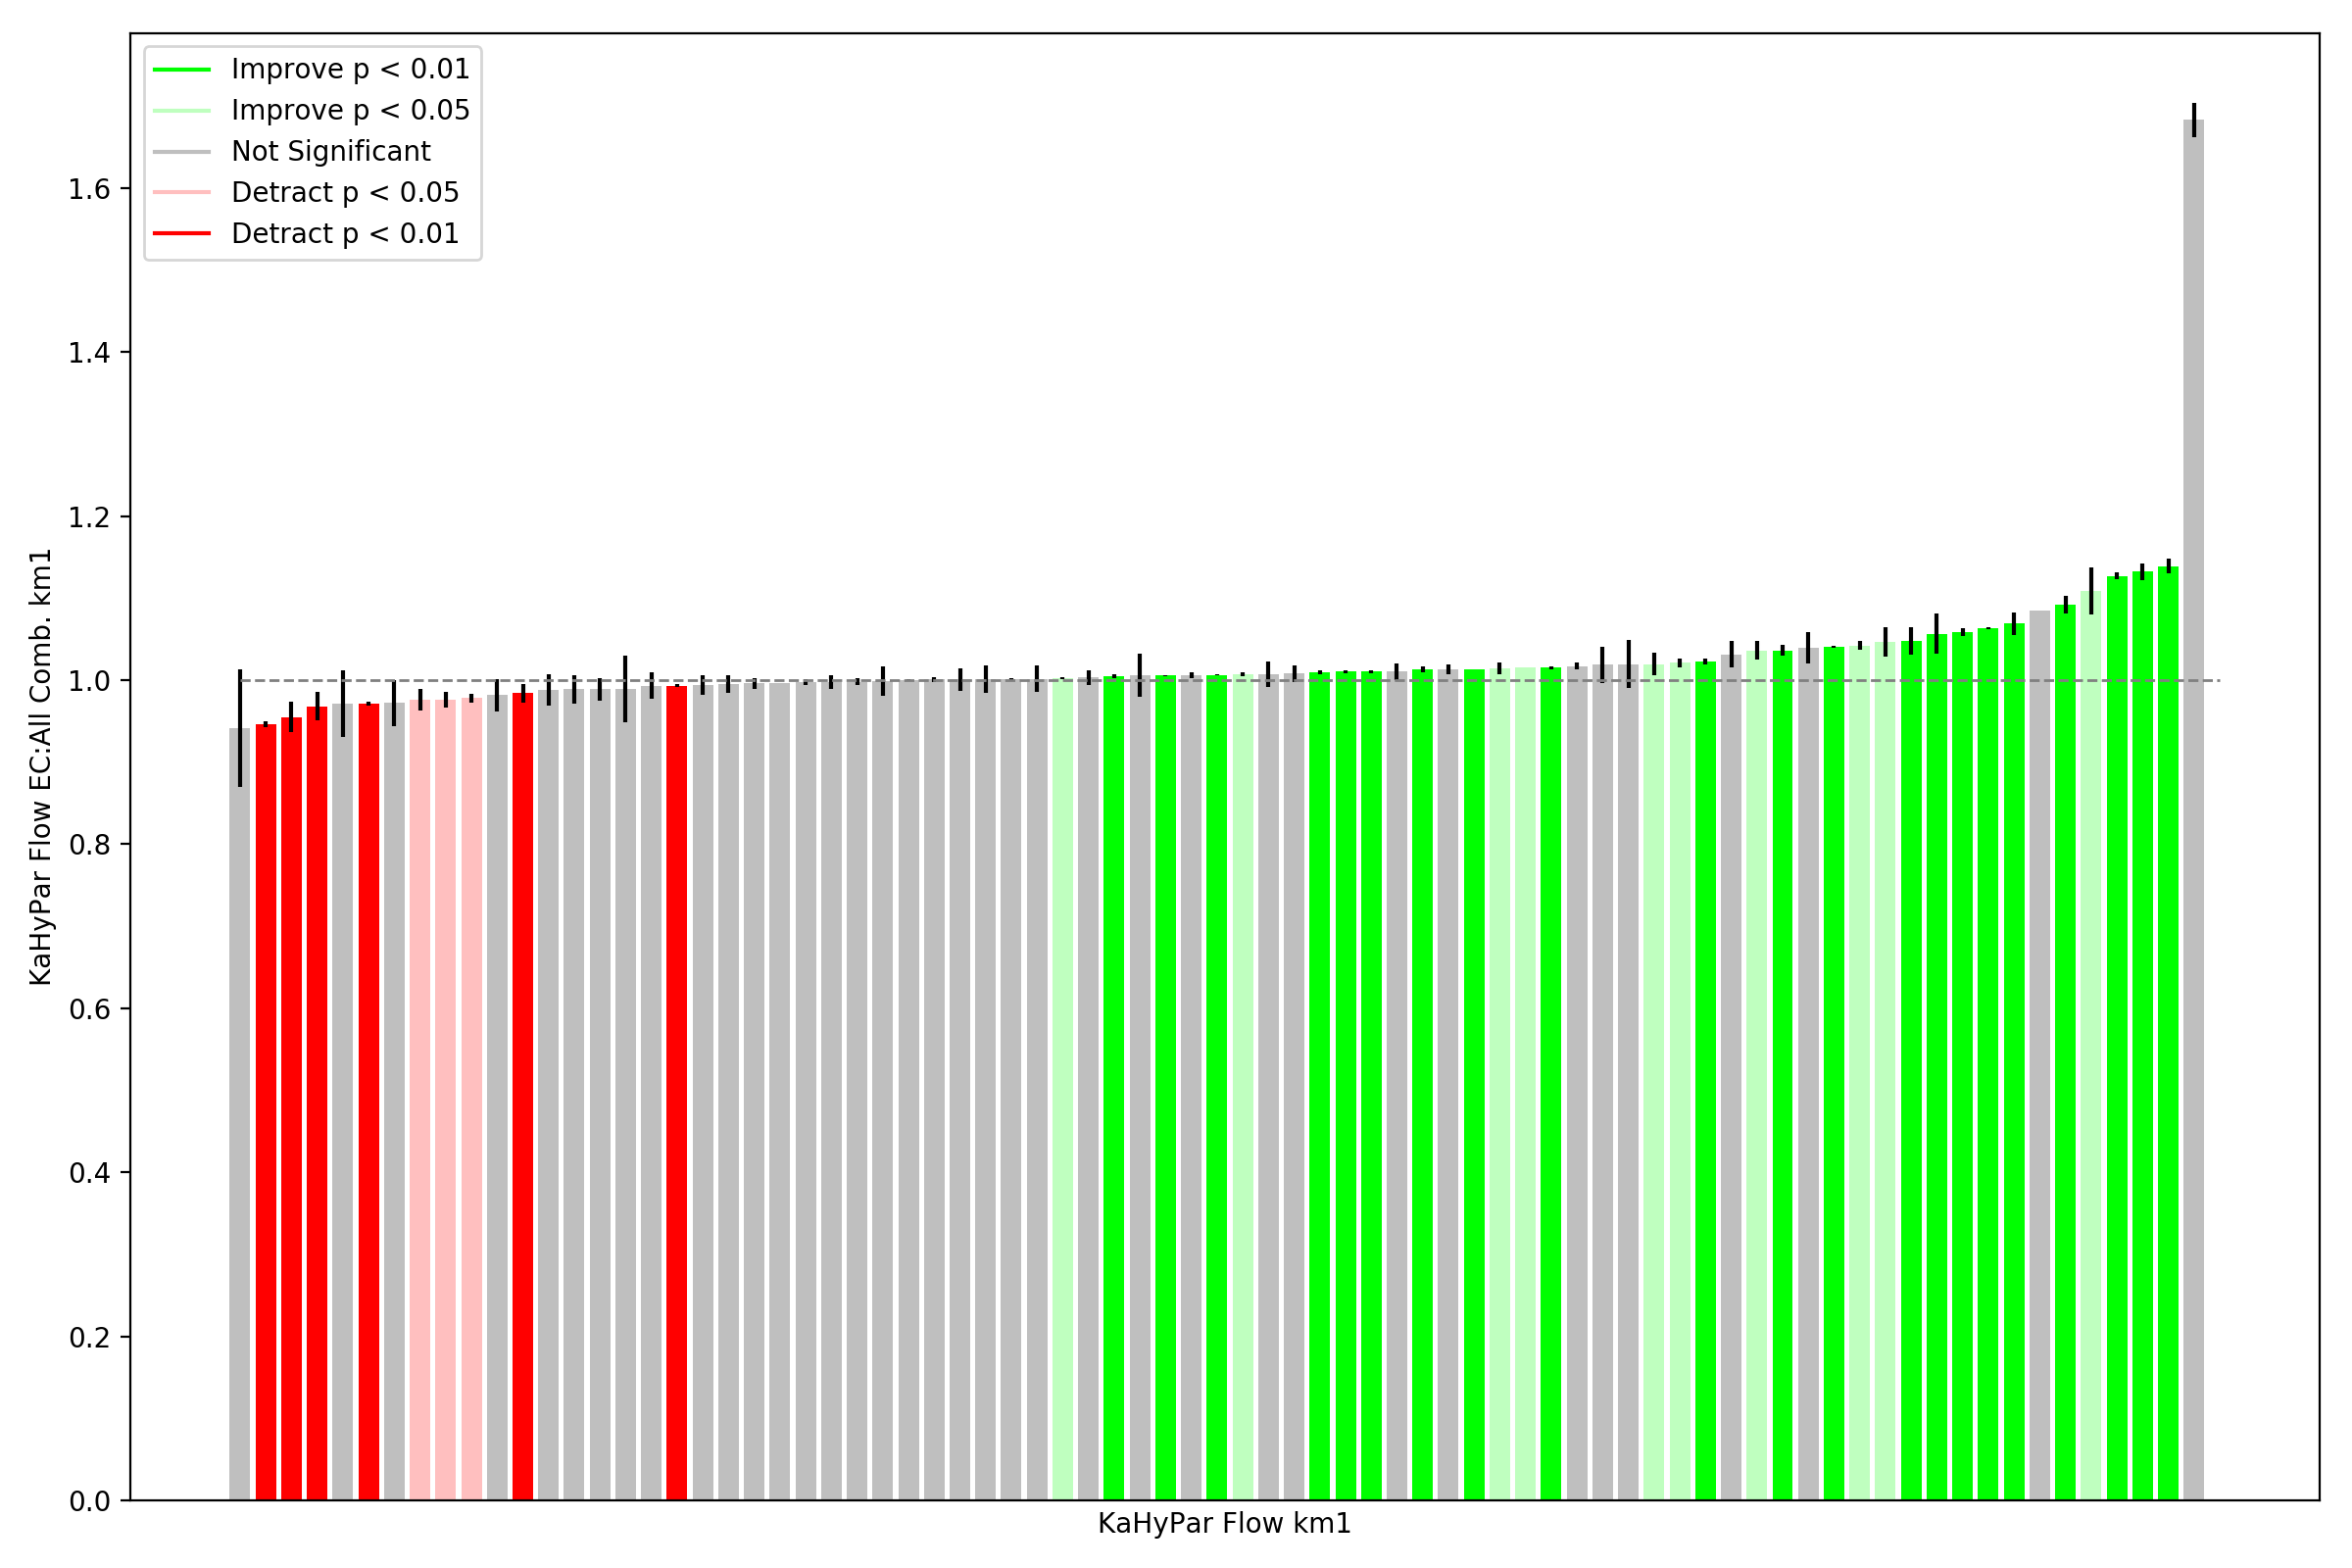 Improve p < 0.01
Improve p < 0.05
Not Significant
Detract p < 0.05
Detract p < 0.01
1.6
1.4
1.2
1.0
0.8
0.6
0.4
0.2
0.0
KaHyPar Flow EC:All Comb. km1
KaHyPar Flow km1